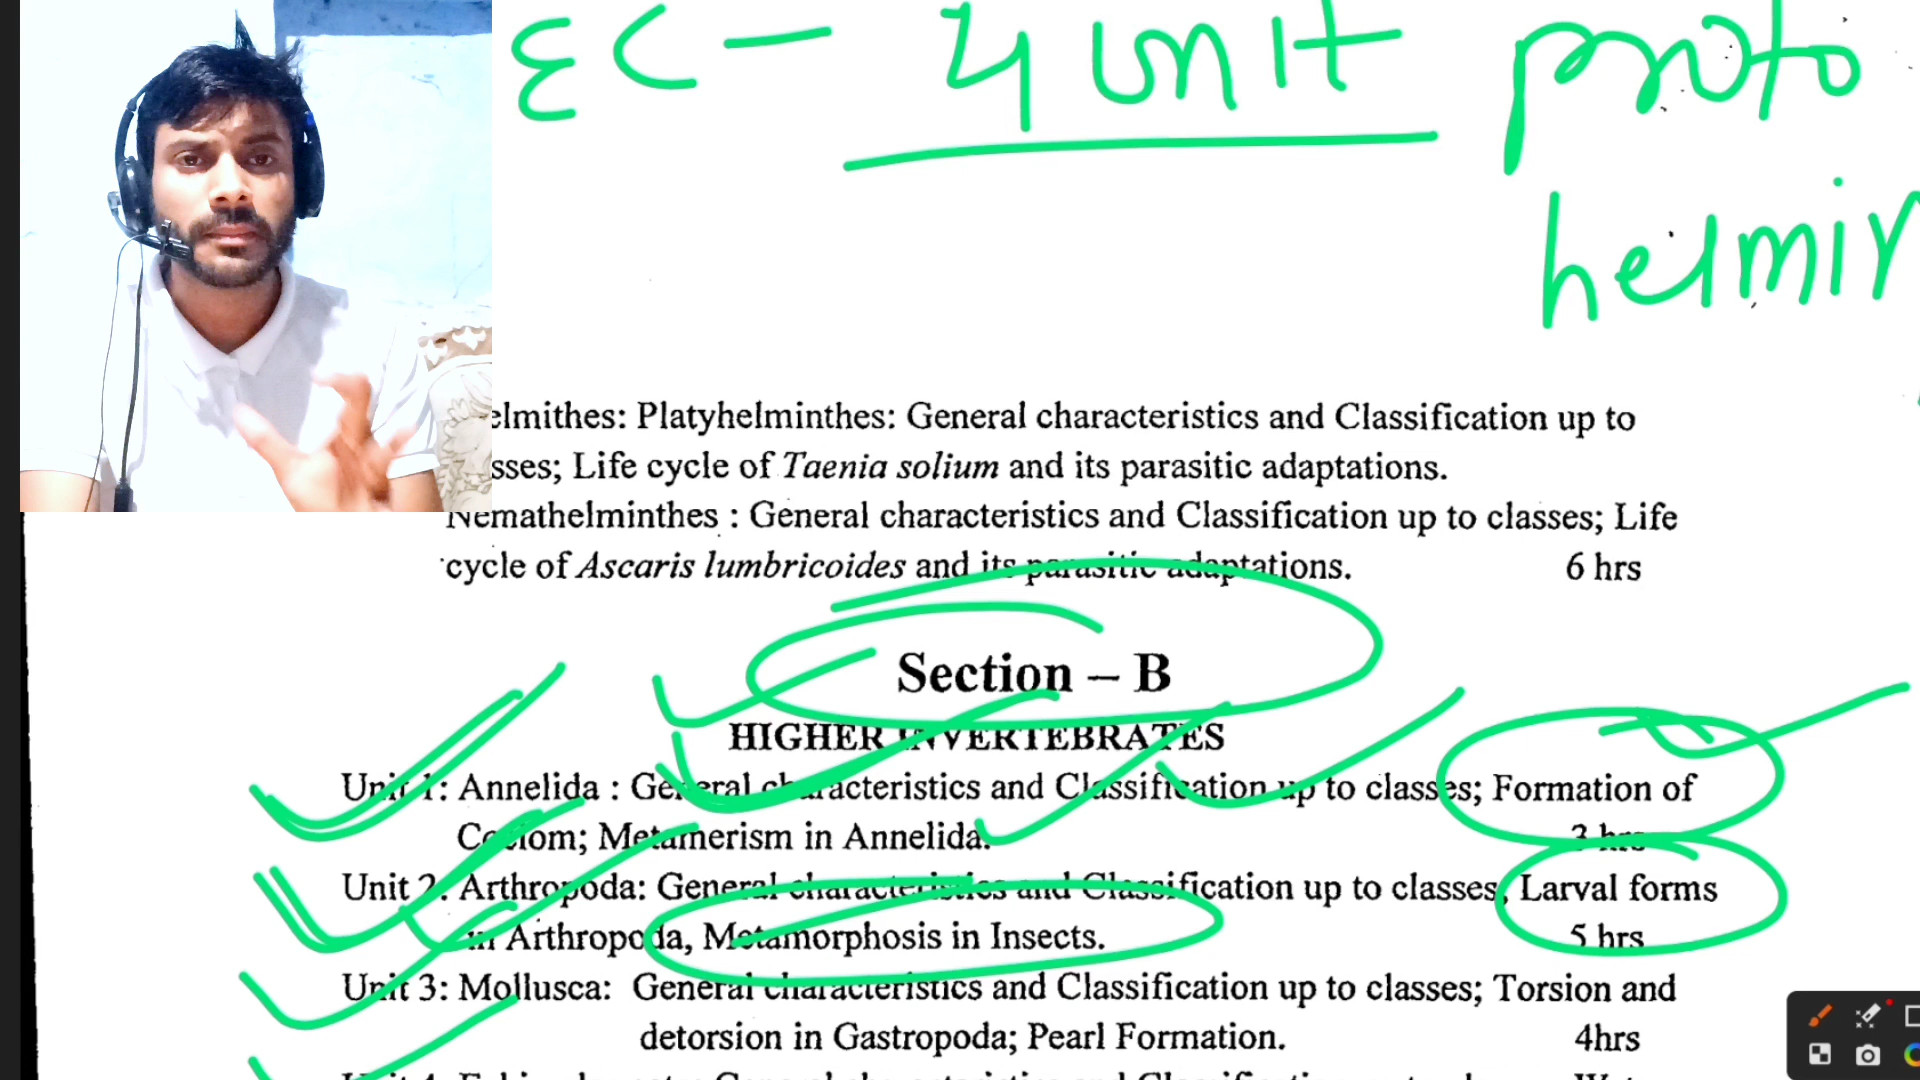 EC - 4 unit proto
helmin
elmithes: Platyhelminthes: General characteristics and Classification up to
sses; Life cycle of Taenia solium and its parasitic adaptations.
Nemathelminthes : General characteristics and Classification up to classes; Life
cycle of Ascaris lumbricoides and its parasitic adaptations. 6 hrs
Section – B
HIGHER INVERTEBRATES
Unit 1: Annelida : General characteristics and Classification up to classes; Formation of
Coelom; Metamerism in Annelida. 3 hrs
Unit 2: Arthropoda: General characteristics and Classification up to classes, Larval forms
in Arthropoda, Metamorphosis in Insects. 5 hrs
Unit 3: Mollusca: General characteristics and Classification up to classes; Torsion and
detorsion in Gastropoda; Pearl Formation. 4hrs